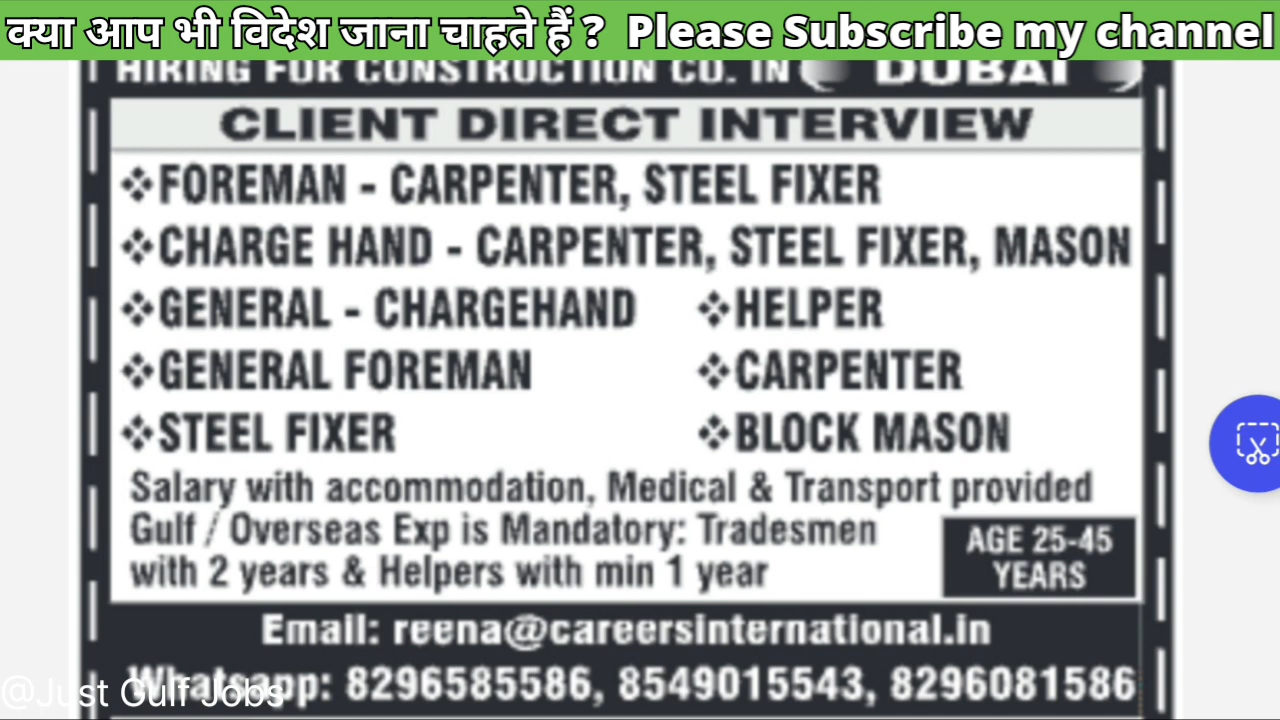 क्या आप भी विदेश जाना चाहते हैं ? Please Subscribe my channel
HIRING FOR CONSTRUCTION CO. IN DUBAI
CLIENT DIRECT INTERVIEW
❖FOREMAN - CARPENTER, STEEL FIXER
❖CHARGE HAND - CARPENTER, STEEL FIXER, MASON
❖GENERAL - CHARGEHAND ❖HELPER
❖GENERAL FOREMAN ❖CARPENTER
❖STEEL FIXER ❖BLOCK MASON
Salary with accommodation, Medical & Transport provided
Gulf / Overseas Exp is Mandatory: Tradesmen
with 2 years & Helpers with min 1 year
AGE 25-45
YEARS
Email: reena@careersinternational.in
Whatsapp: 8296585586, 8549015543, 8296081586
@Just Gulf Jobs